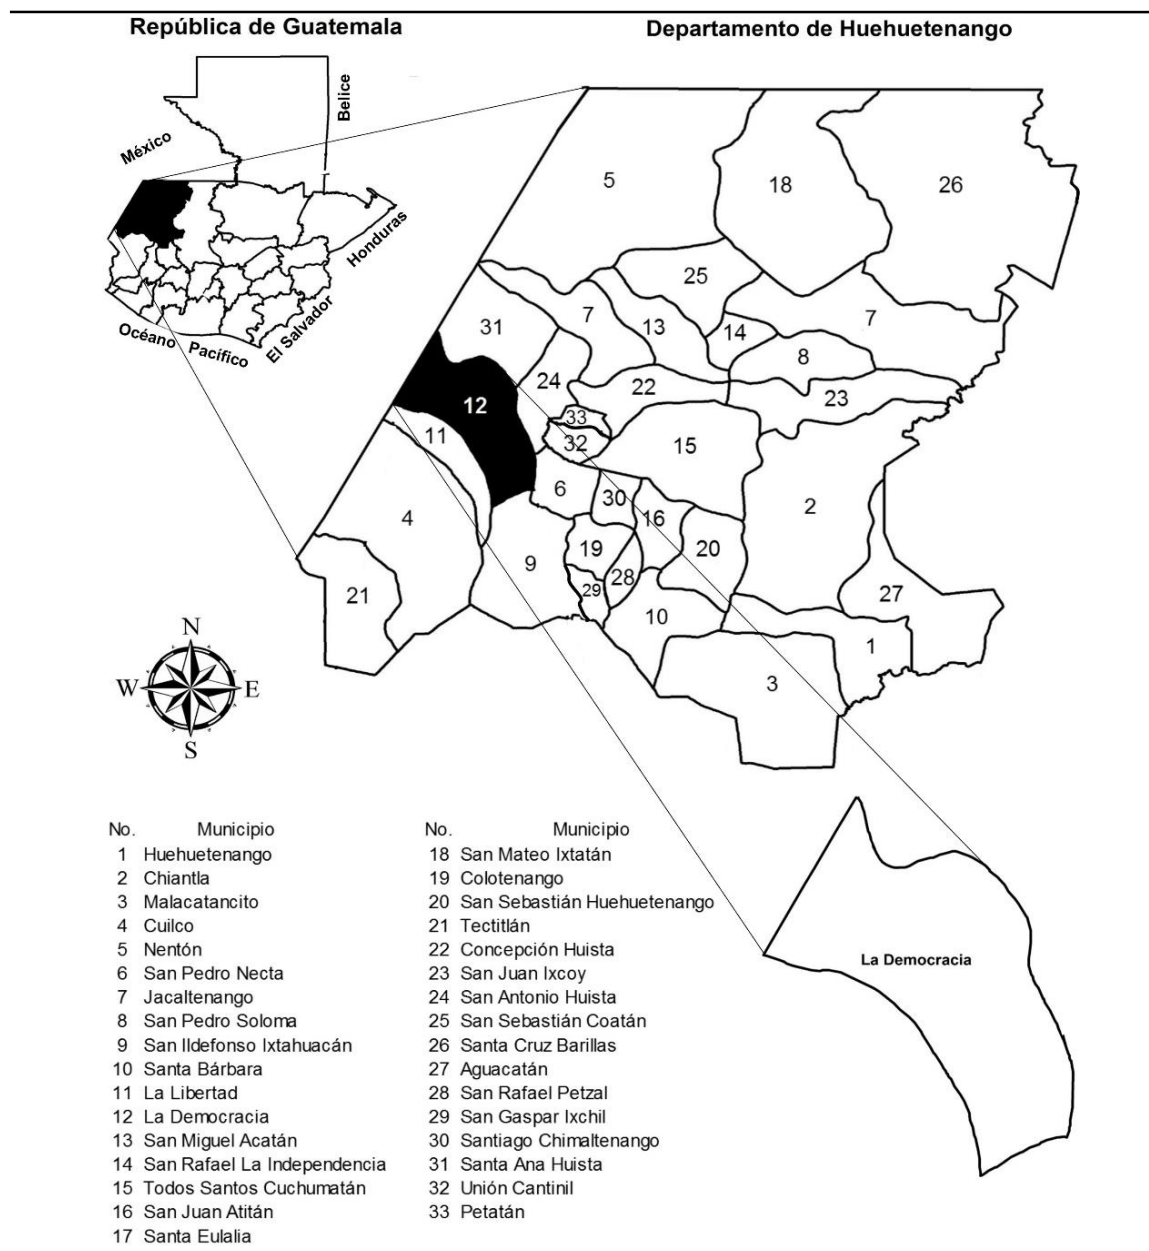 República de Guatemala
Departamento de Huehuetenango
Belice
México
Honduras
El Salvador
Océano Pacífico
5
18
26
25
7
13
14
7
31
8
24
22
23
12
33
32
11
15
6
30
2
4
16
19
20
9
28
29
27
21
10
1
3
N
W E
S
No. Municipio
1 Huehuetenango
2 Chiantla
3 Malacatancito
4 Cuilco
5 Nentón
6 San Pedro Necta
7 Jacaltenango
8 San Pedro Soloma
9 San Ildefonso Ixtahuacán
10 Santa Bárbara
11 La Libertad
12 La Democracia
13 San Miguel Acatán
14 San Rafael La Independencia
15 Todos Santos Cuchumatán
16 San Juan Atitán
17 Santa Eulalia
No. Municipio
18 San Mateo Ixtatán
19 Colotenango
20 San Sebastián Huehuetenango
21 Tectitlán
22 Concepción Huista
23 San Juan Ixcoy
24 San Antonio Huista
25 San Sebastián Coatán
26 Santa Cruz Barillas
27 Aguacatán
28 San Rafael Petzal
29 San Gaspar Ixchil
30 Santiago Chimaltenango
31 Santa Ana Huista
32 Unión Cantinil
33 Petatán
La Democracia